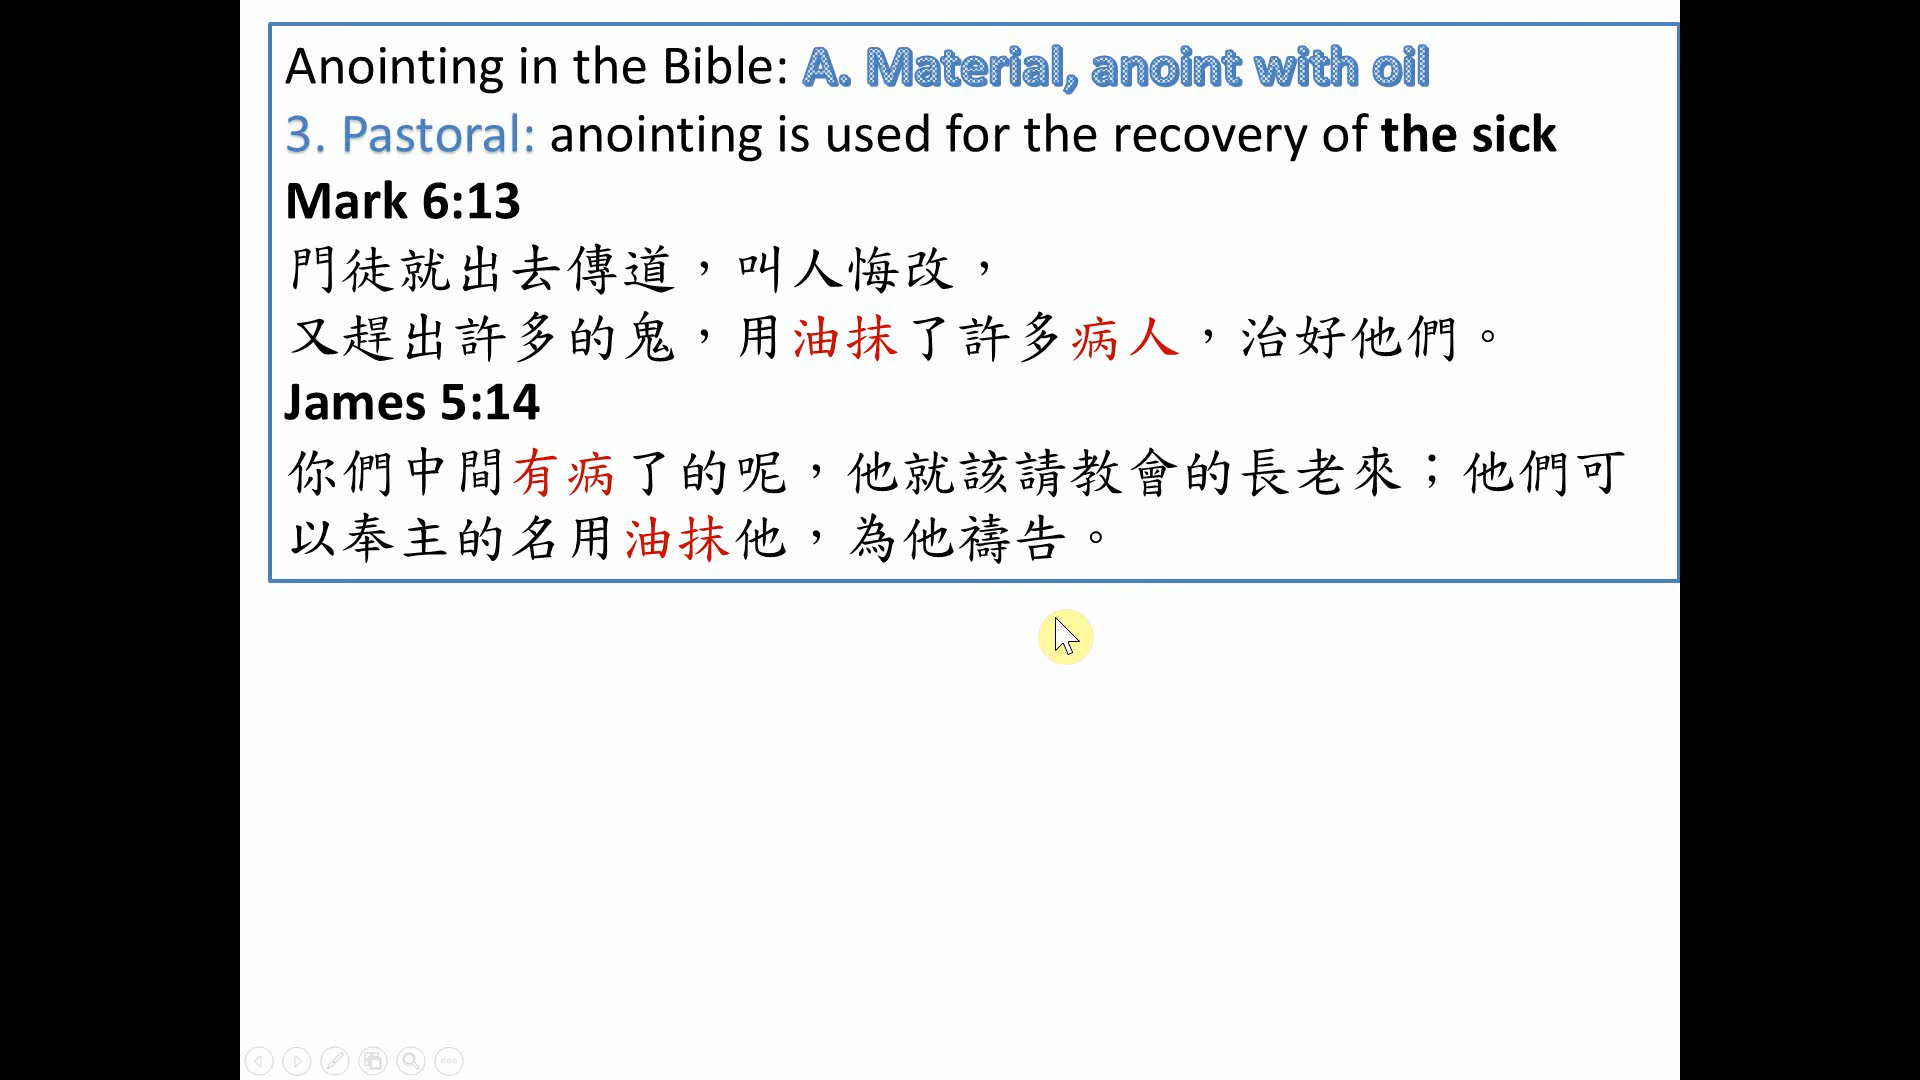 Anointing in the Bible: A. Material, anoint with oil
3. Pastoral: anointing is used for the recovery of the sick
Mark 6:13
門徒就出去傳道，叫人悔改，
又趕出許多的鬼，用油抹了許多病人，治好他們。
James 5:14
你們中間有病了的呢，他就該請教會的長老來；他們可
以奉主的名用油抹他，為他禱告。